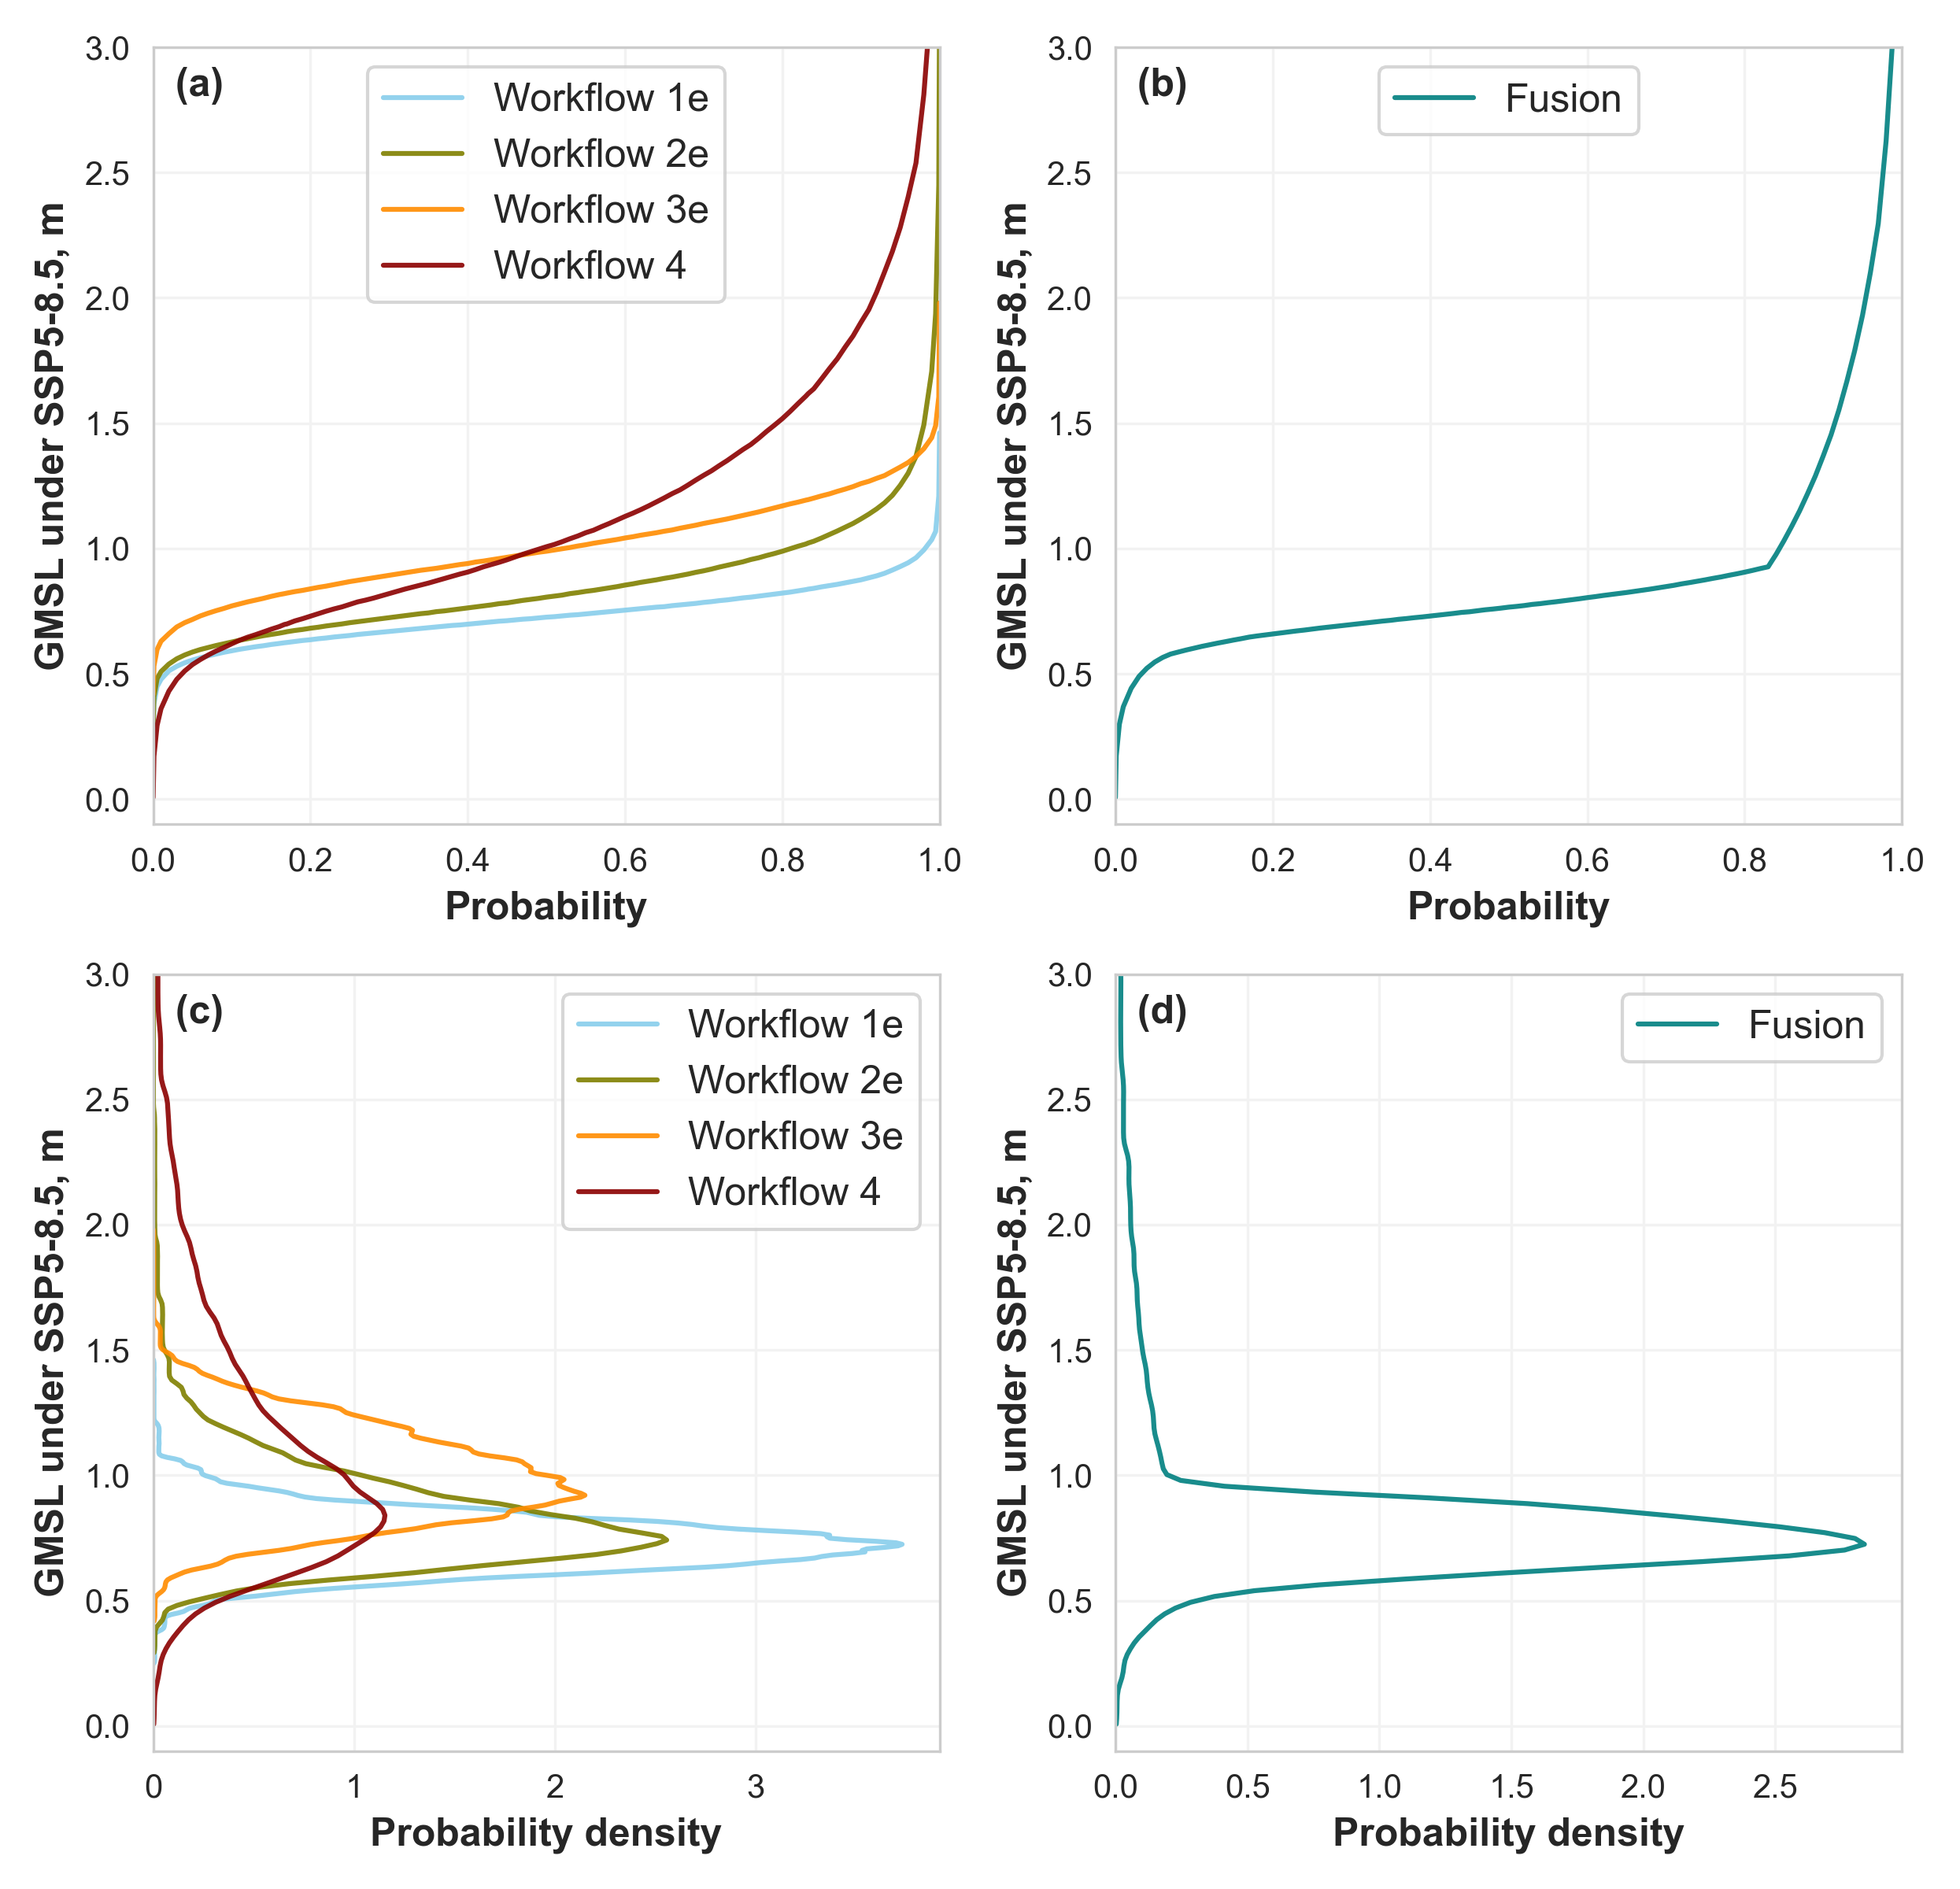 (a)
Workflow 1e
Workflow 2e
Workflow 3e
Workflow 4
GMSL under SSP5-8.5, m
3.0
2.5
2.0
1.5
1.0
0.5
0.0
0.0 0.2 0.4 0.6 0.8 1.0
Probability
(b)
Fusion
GMSL under SSP5-8.5, m
3.0
2.5
2.0
1.5
1.0
0.5
0.0
0.0 0.2 0.4 0.6 0.8 1.0
Probability
(c)
Workflow 1e
Workflow 2e
Workflow 3e
Workflow 4
GMSL under SSP5-8.5, m
3.0
2.5
2.0
1.5
1.0
0.5
0.0
0 1 2 3
Probability density
(d)
Fusion
GMSL under SSP5-8.5, m
3.0
2.5
2.0
1.5
1.0
0.5
0.0
0.0 0.5 1.0 1.5 2.0 2.5
Probability density